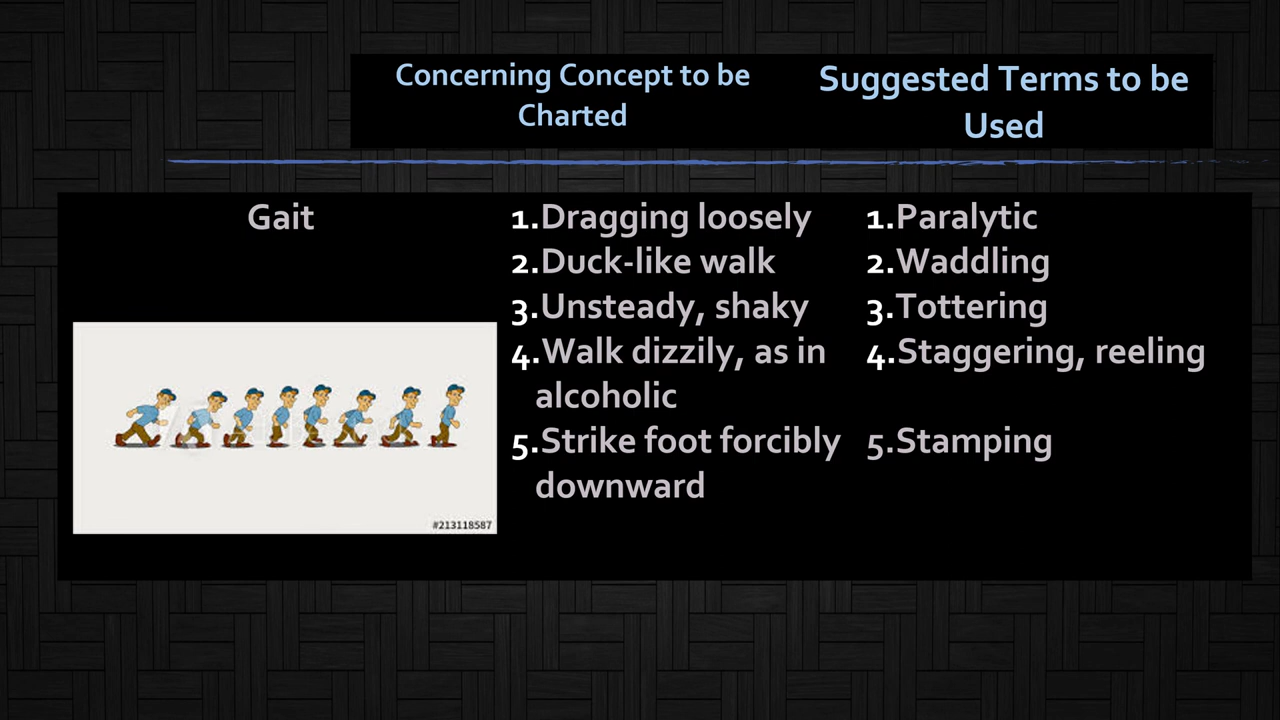 Concerning Concept to be
Charted
Suggested Terms to be
Used
Gait
1.Dragging loosely
2.Duck-like walk
3.Unsteady, shaky
4.Walk dizzily, as in
alcoholic
5.Strike foot forcibly
downward
1.Paralytic
2.Waddling
3.Tottering
4.Staggering, reeling
5.Stamping
#213118587